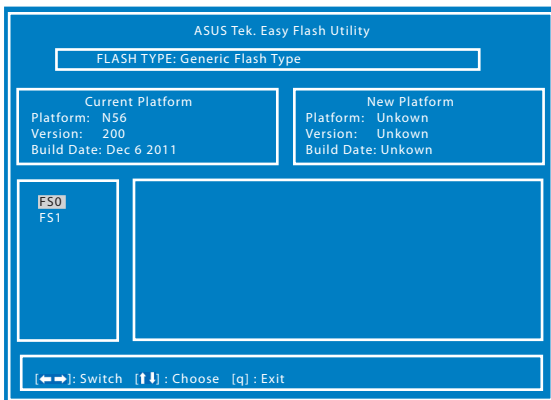 ASUS Tek. Easy Flash Utility
FLASH TYPE: Generic Flash Type
Current Platform
Platform: N56
Version: 200
Build Date: Dec 6 2011
New Platform
Platform: Unkown
Version: Unkown
Build Date: Unkown
FS0
FS1
[⬅➡]: Switch [⬆⬇] : Choose [q] : Exit